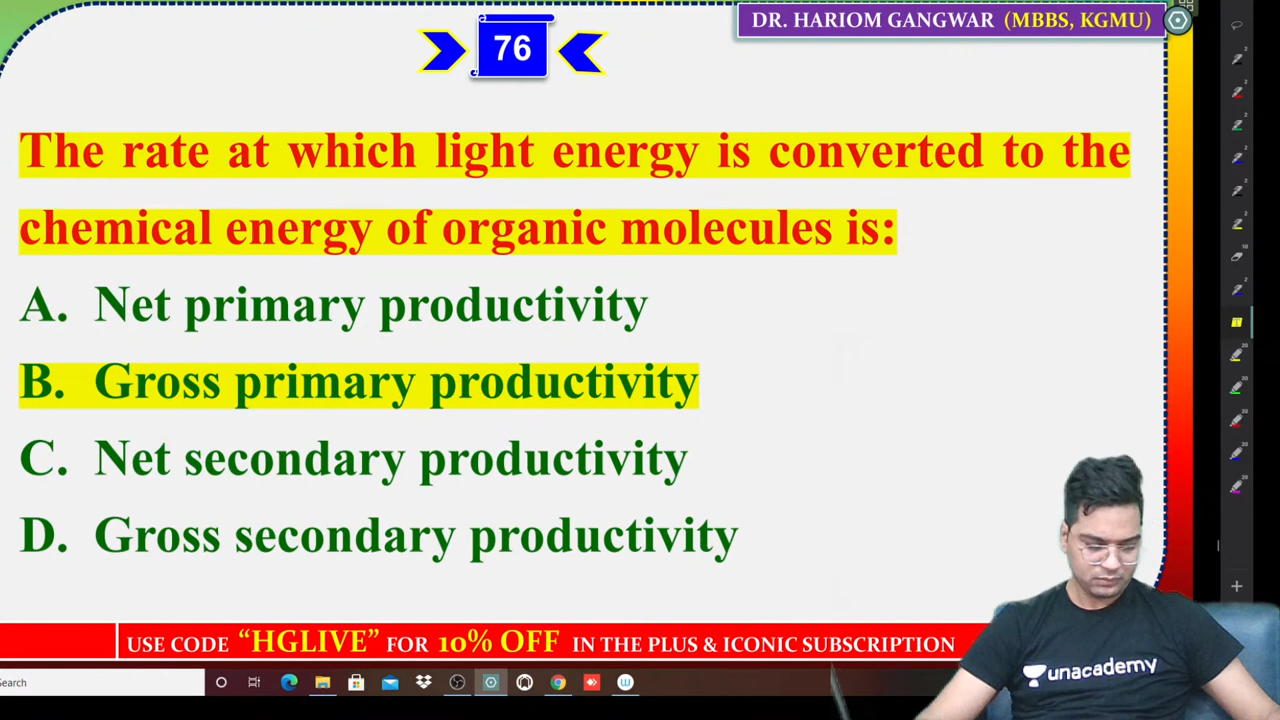 DR. HARIOM GANGWAR (MBBS, KGMU)
76
The rate at which light energy is converted to the
chemical energy of organic molecules is:
A. Net primary productivity
B. Gross primary productivity
C. Net secondary productivity
D. Gross secondary productivity
USE CODE “HGLIVE” FOR 10% OFF IN THE PLUS & ICONIC SUBSCRIPTION
unacademy
Search